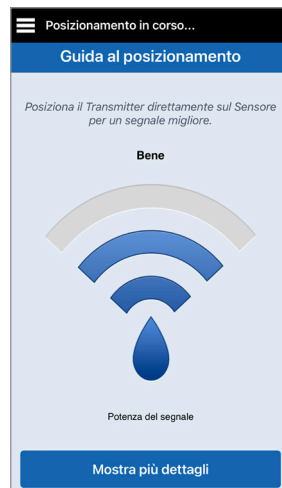 Posizionamento in corso...
Guida al posizionamento
Posiziona il Transmitter direttamente sul Sensore
per un segnale migliore.
Bene
Potenza del segnale
Mostra più dettagli